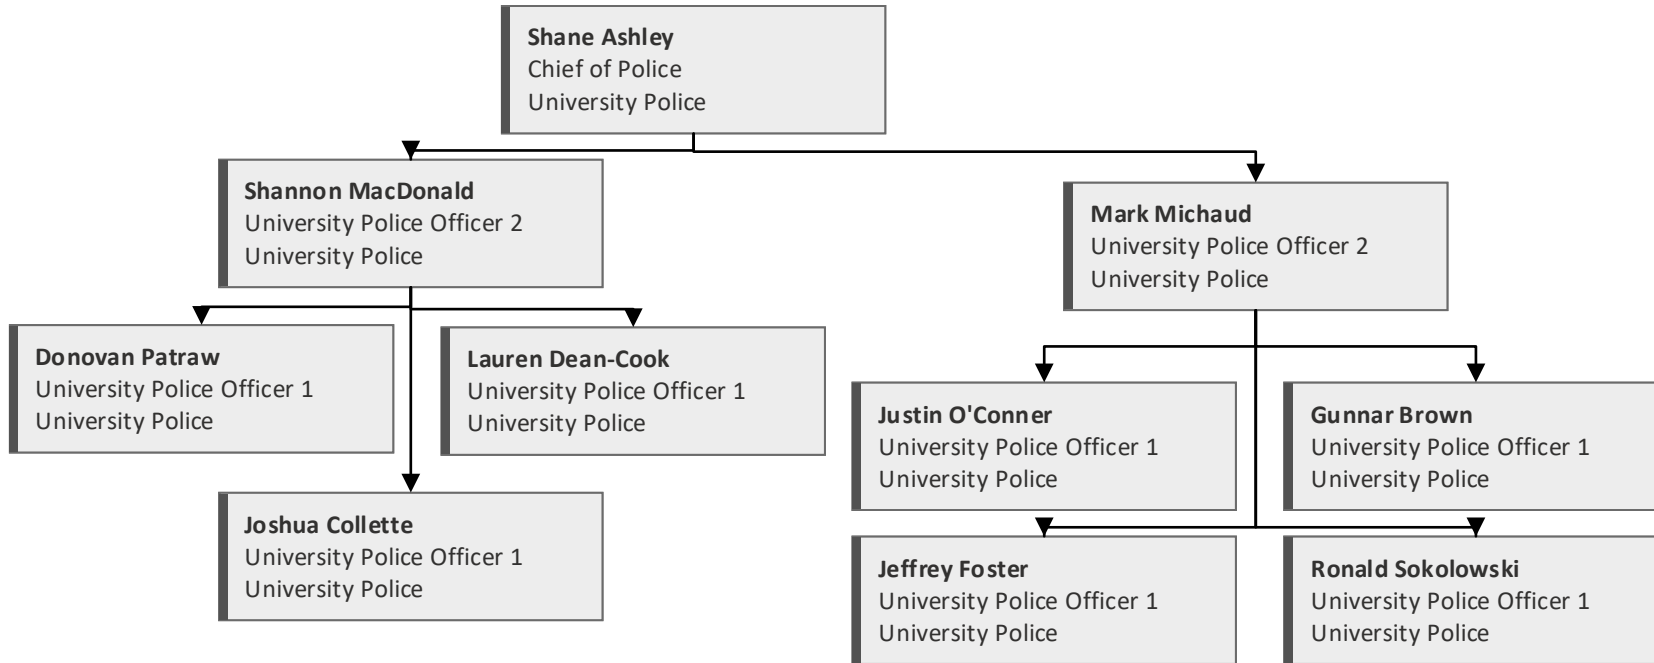 Shane Ashley
Chief of Police
University Police
Shannon MacDonald
University Police Officer 2
University Police
Mark Michaud
University Police Officer 2
University Police
Donovan Patraw
University Police Officer 1
University Police
Lauren Dean-Cook
University Police Officer 1
University Police
Joshua Collette
University Police Officer 1
University Police
Justin O'Conner
University Police Officer 1
University Police
Gunnar Brown
University Police Officer 1
University Police
Jeffrey Foster
University Police Officer 1
University Police
Ronald Sokolowski
University Police Officer 1
University Police